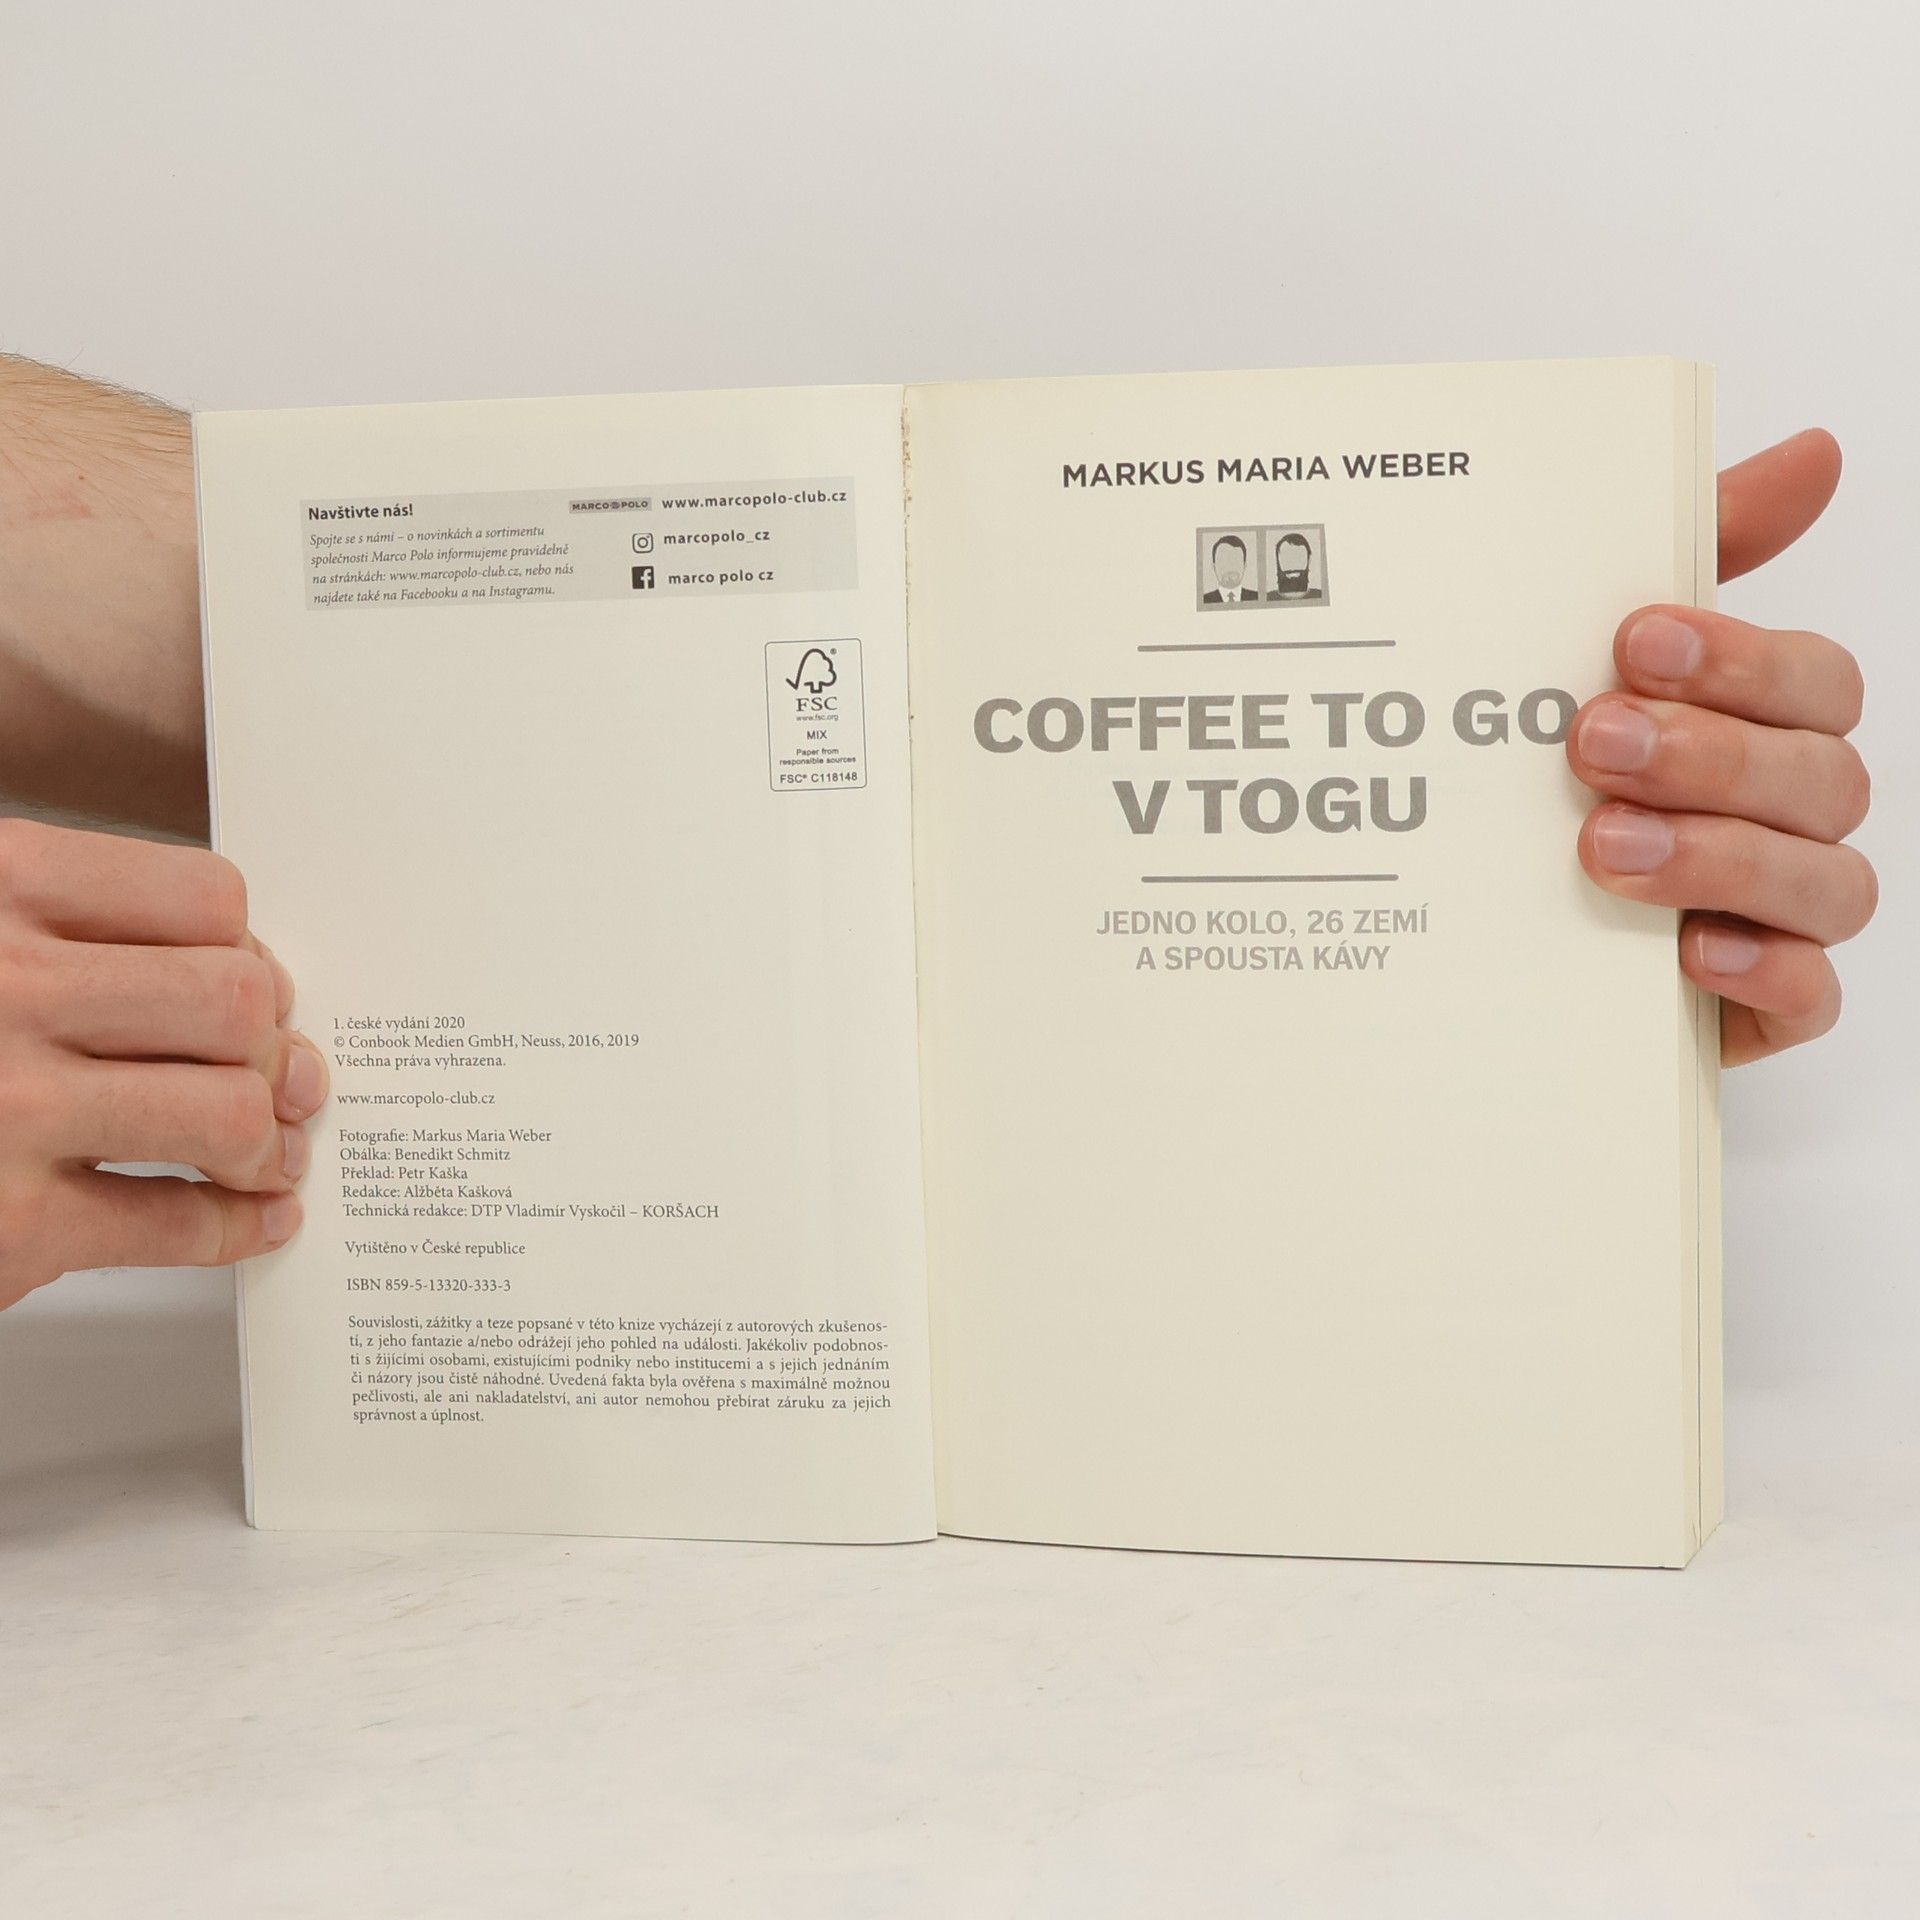 Navštivte nás!
Spojte se s námi – o novinkách a sortimentu
společnosti Marco Polo informujeme pravidelně
na stránkách: www.marcopolo-club.cz, nebo nás
najdete také na Facebooku a na Instagramu.
MARCO POLO www.marcopolo-club.cz
marcopolo_cz
marco polo cz
FSC
www.fsc.org
MIX
Paper from
responsible sources
FSC® C118148
1. české vydání 2020
© Conbook Medien GmbH, Neuss, 2016, 2019
Všechna práva vyhrazena.
www.marcopolo-club.cz
Fotografie: Markus Maria Weber
Obálka: Benedikt Schmitz
Překlad: Petr Kaška
Redakce: Alžběta Kašková
Technická redakce: DTP Vladimír Vyskočil – KORŠACH
Vytištěno v České republice
ISBN 859-5-13320-333-3
Souvislosti, zážitky a teze popsané v této knize vycházejí z autorových zkušenos-
tí, z jeho fantazie a/nebo odrážejí jeho pohled na události. Jakékoliv podobnos-
ti s žijícími osobami, existujícími podniky nebo institucemi a s jejich jednáním
či názory jsou čistě náhodné. Uvedená fakta byla ověřena s maximálně možnou
pečlivostí, ale ani nakladatelství, ani autor nemohou přebírat záruku za jejich
správnost a úplnost.
MARKUS MARIA WEBER
COFFEE TO GO
V TOGU
JEDNO KOLO, 26 ZEMÍ
A SPOUSTA KÁVY